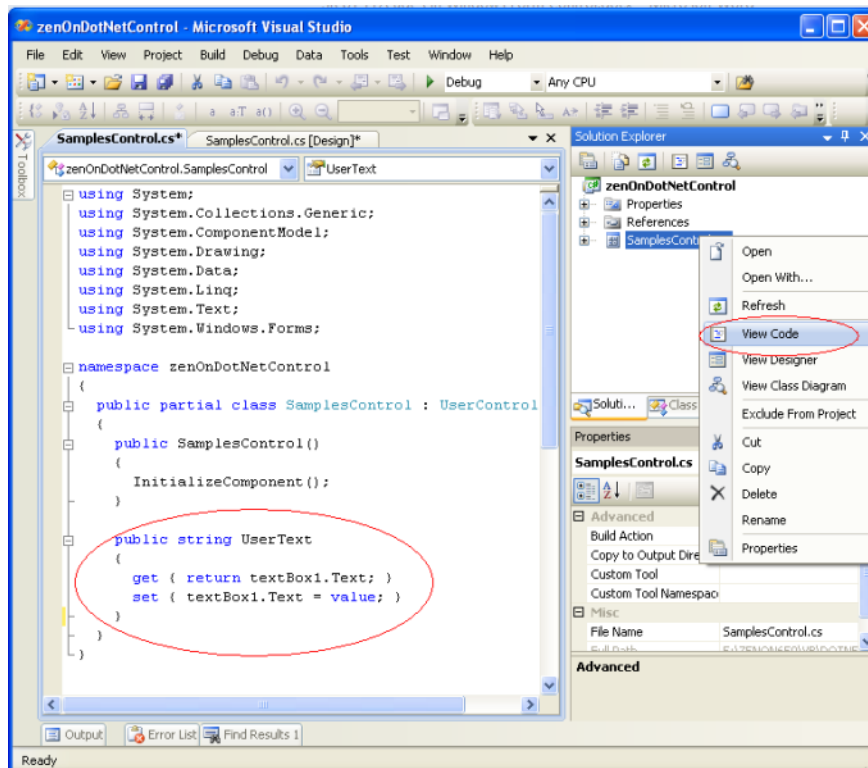 zenOnDotNetControl - Microsoft Visual Studio
File Edit View Project Build Debug Data Tools Test Window Help
Debug Any CPU
SamplesControl.cs* SamplesControl.cs [Design]*
Toolbox
zenOnDotNetControl.SamplesControl UserText
using System;
using System.Collections.Generic;
using System.ComponentModel;
using System.Drawing;
using System.Data;
using System.Linq;
using System.Text;
using System.Windows.Forms;
namespace zenOnDotNetControl
{
public partial class SamplesControl : UserControl
{
public SamplesControl()
{
InitializeComponent();
}
public string UserText
{
get { return textBox1.Text; }
set { textBox1.Text = value; }
}
}
}
Solution Explorer
zenOnDotNetControl
Properties
References
SamplesContr
Open
Open With...
Refresh
View Code
View Designer
View Class Diagram
Exclude From Project
Cut
Copy
Delete
Rename
Properties
Soluti... Class
Properties
SamplesControl.cs
Advanced
Build Action
Copy to Output Dire
Custom Tool
Custom Tool Namespac
Misc
File Name SamplesControl.cs
Full Path
Advanced
Output Error List Find Results 1
Ready